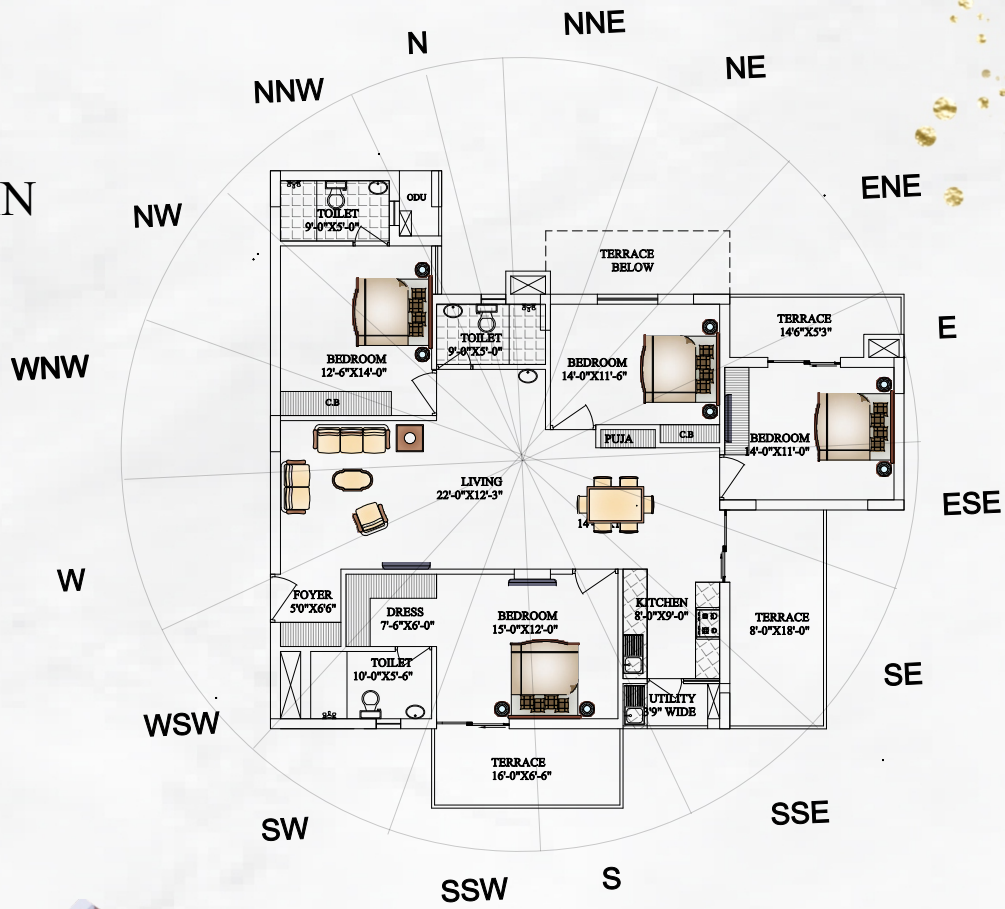 N
NNE
NNW
NE
N
NW
ENE
ODU
TOILET
9'-0"X5'-0"
TERRACE
BELOW
E
TERRACE
14'6"X5'3"
TOILET
9'-0"X5'-0"
WNW
BEDROOM
12'-6"X14'-0"
BEDROOM
14'-0"X11'-6"
C.B
PUJA
C.B
BEDROOM
14'-0"X11'-0"
LIVING
22'-0"X12'-3"
ESE
W
FOYER
5'0"X6'6"
DRESS
7'-6"X6'-0"
BEDROOM
15'-0"X12'-0"
KITCHEN
8'-0"X9'-0"
TERRACE
8'-0"X18'-0"
TOILET
10'-0"X5'-6"
SE
UTILITY
WIDE
WSW
TERRACE
16'-0"X6'-6"
SW
SSE
SSW
S